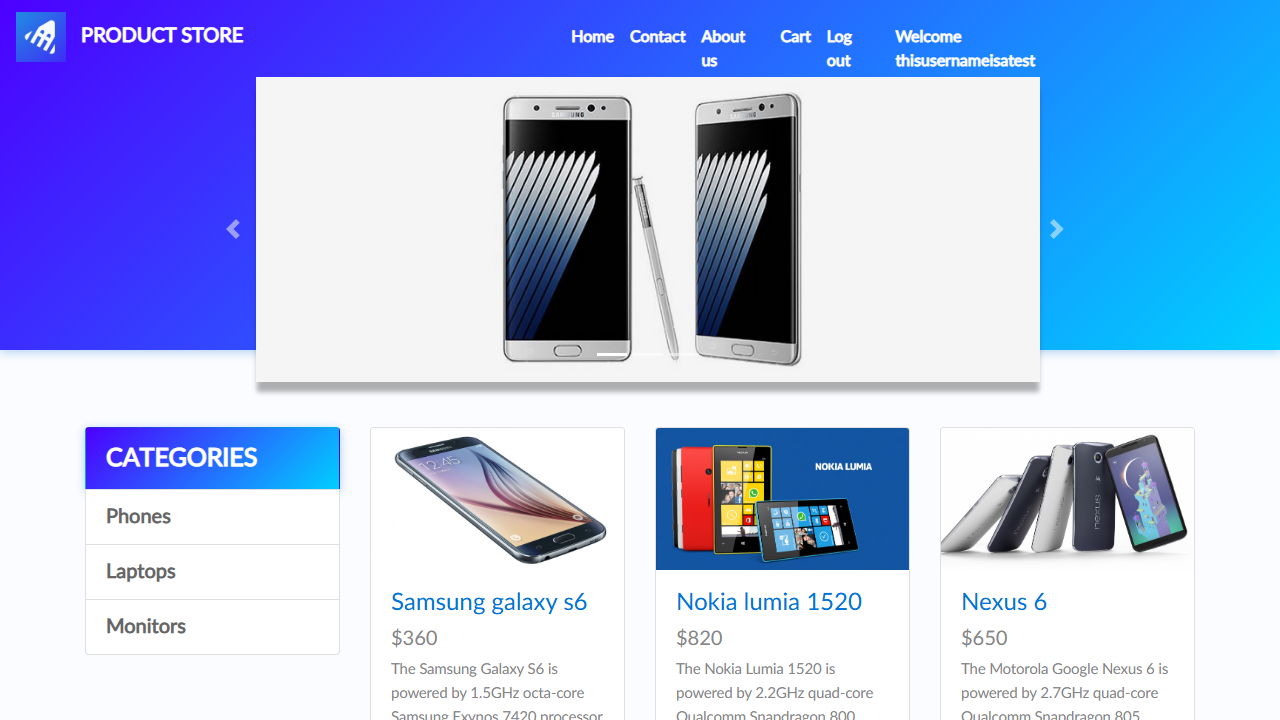 PRODUCT STORE
Home Contact About us Cart Log out Welcome thisusernameisatest
SAMSUNG
CATEGORIES
Phones
Laptops
Monitors
12:45
NOKIA LUMIA
nexus
Samsung galaxy s6
$360
The Samsung Galaxy S6 is
powered by 1.5GHz octa-core
Samsung Exynos 7420 processor
Nokia lumia 1520
$820
The Nokia Lumia 1520 is
powered by 2.2GHz quad-core
Qualcomm Snapdragon 800
Nexus 6
$650
The Motorola Google Nexus 6 is
powered by 2.7GHz quad-core
Qualcomm Snapdragon 805